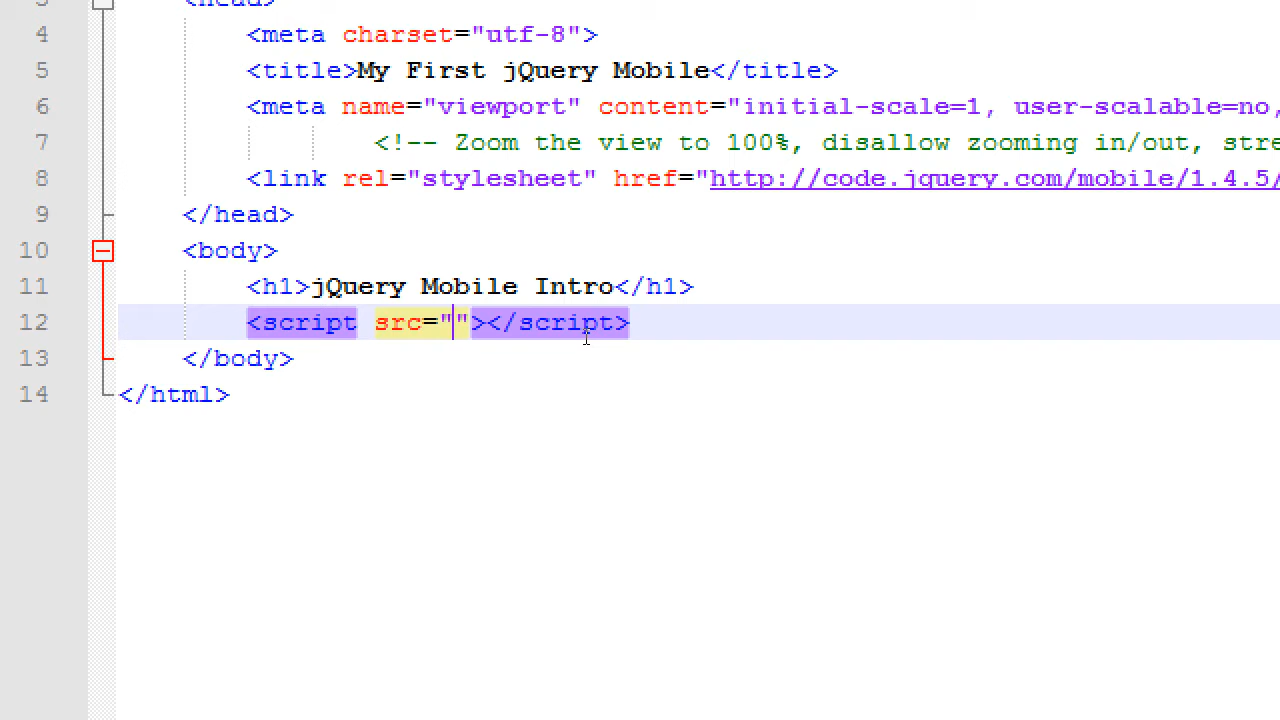 3 <head>
4 <meta charset="utf-8">
5 <title>My First jQuery Mobile</title>
6 <meta name="viewport" content="initial-scale=1, user-scalable=no,
7 <!-- Zoom the view to 100%, disallow zooming in/out, stre
8 <link rel="stylesheet" href="http://code.jquery.com/mobile/1.4.5/
9 </head>
10 <body>
11 <h1>jQuery Mobile Intro</h1>
12 <script src=""></script>
13 </body>
14 </html>